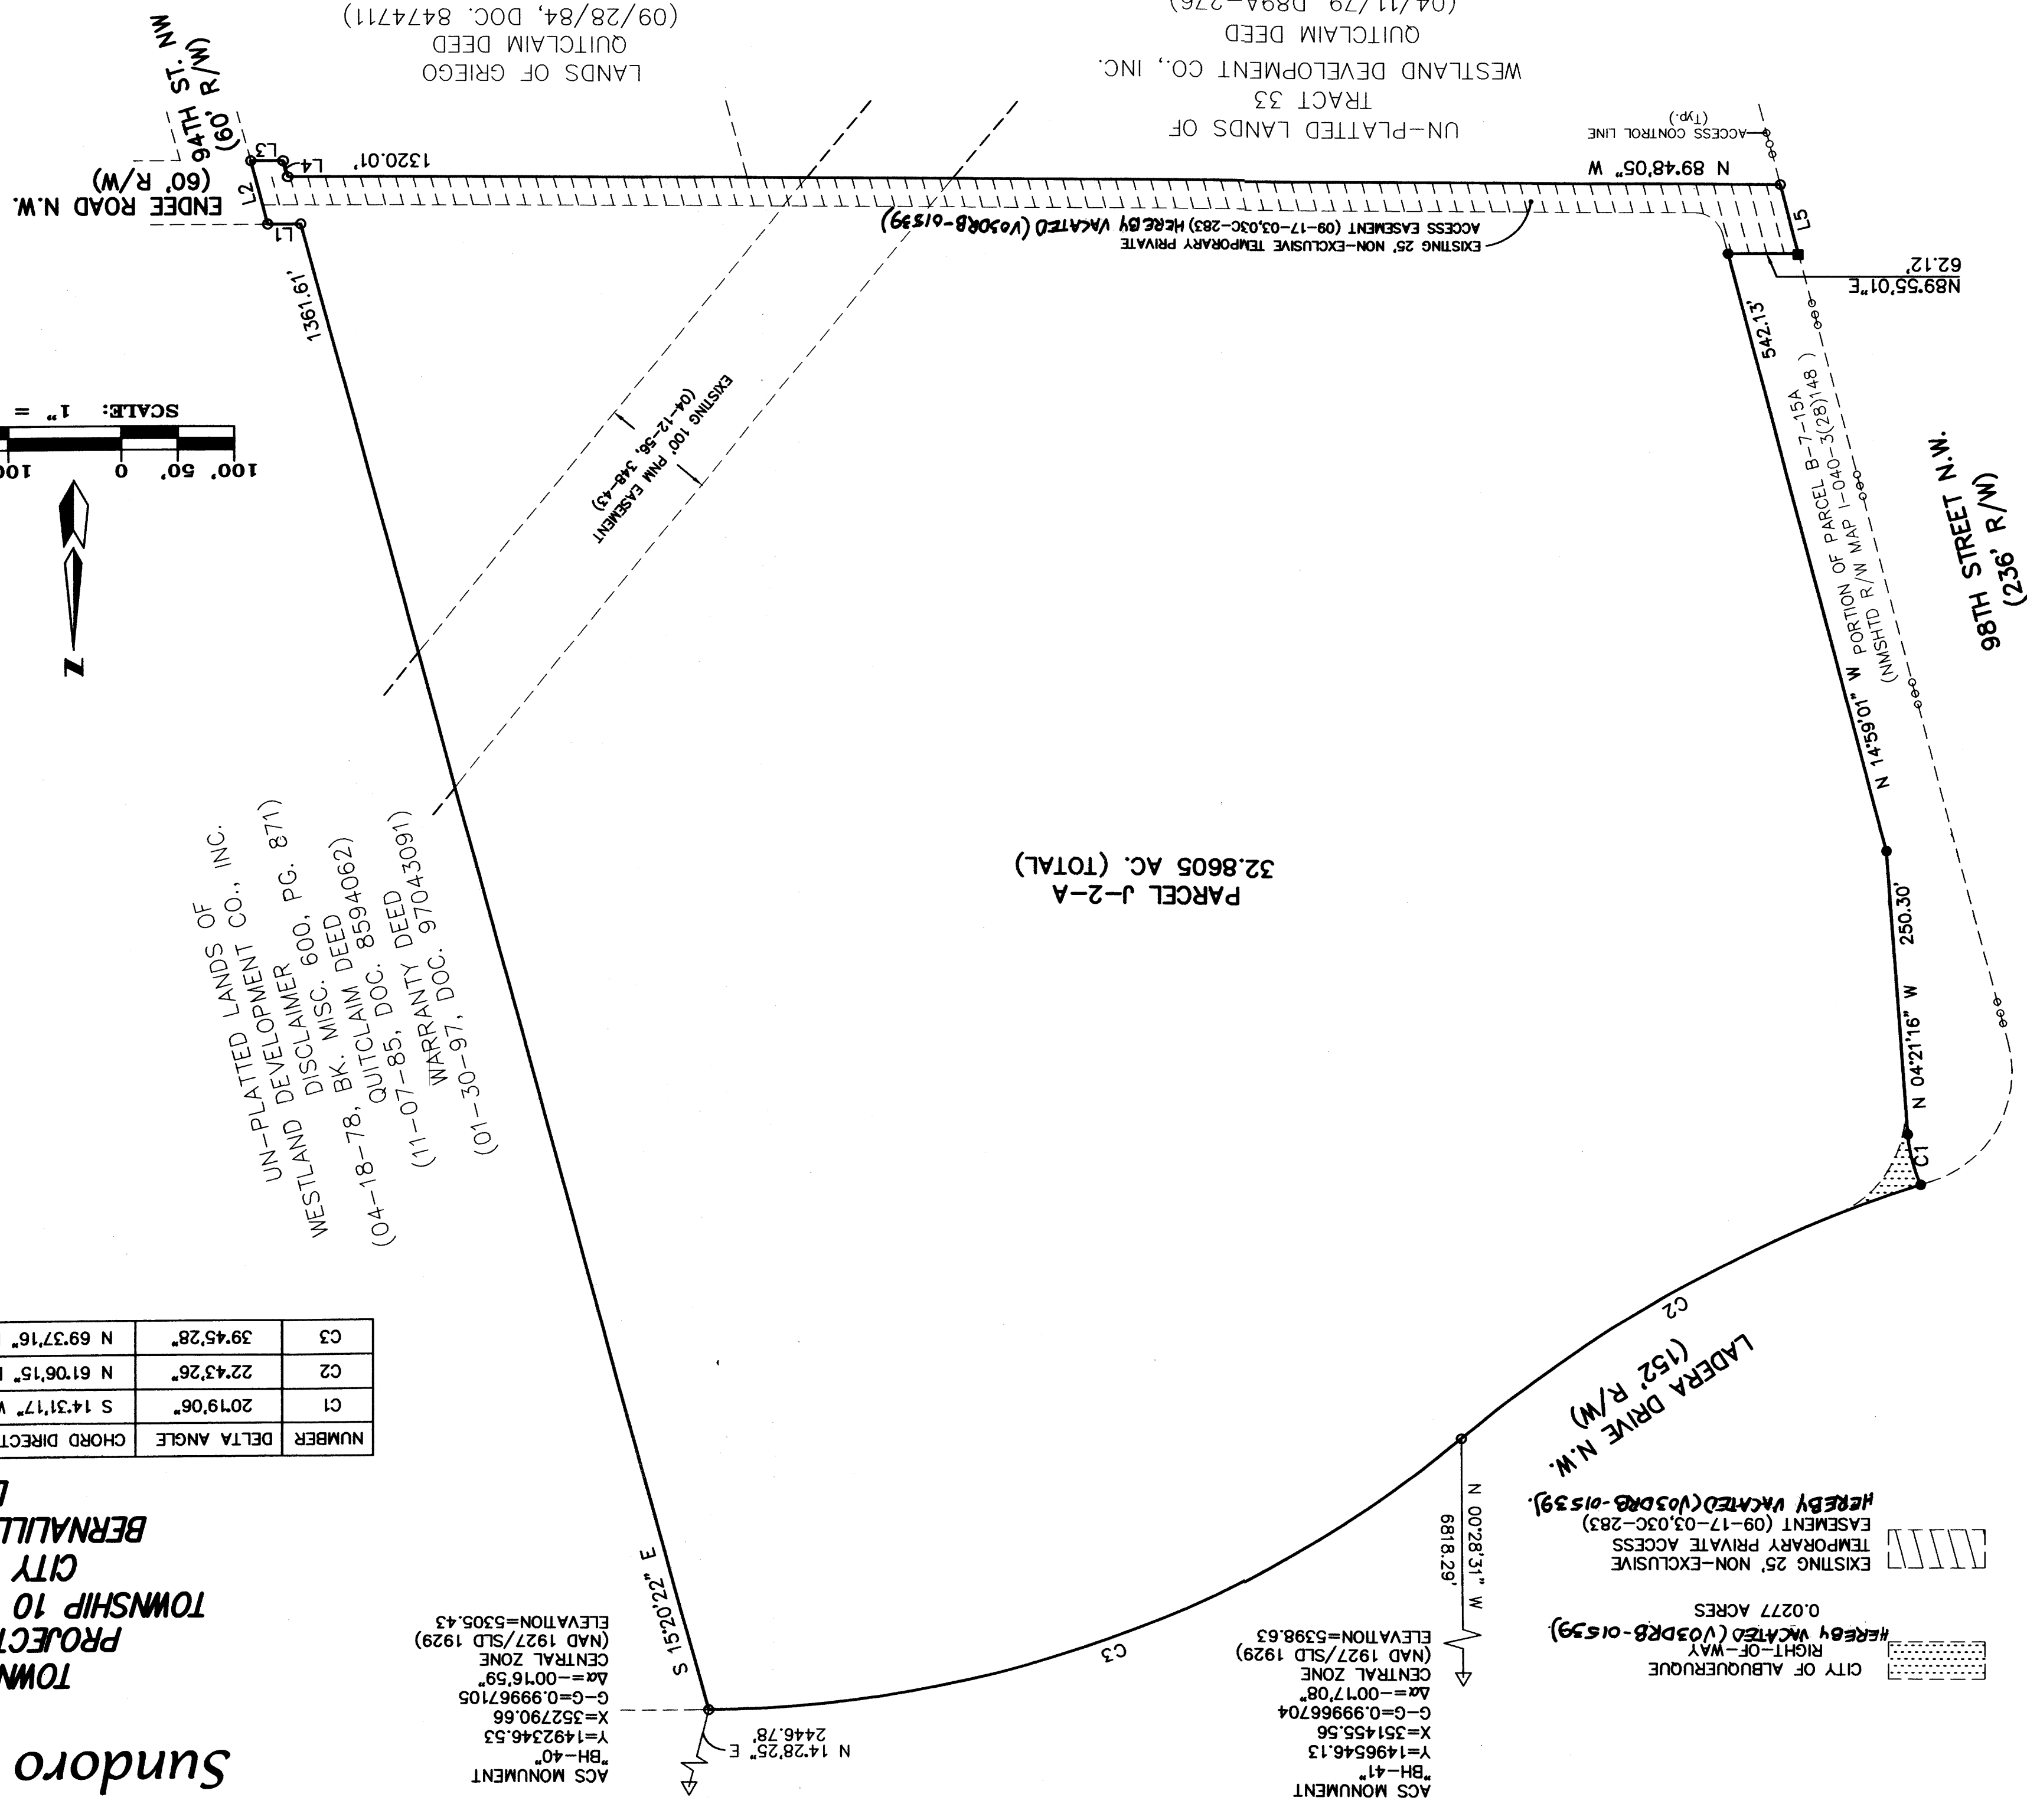 Sundoro
TOWN
PROJECT
TOWNSHIP 10
CITY
BERNALILL
NUMBER DELTA ANGLE CHORD DIRECT
C1 20°19'06" S 14°31'17" W
C2 22°43'26" N 61°06'15"
C3 39°45'28" N 69°37'16"
CITY OF ALBUQUERQUE
RIGHT-OF-WAY
HEREBY VACATED (V03DRB-01539)
0.0277 ACRES
EXISTING 25' NON-EXCLUSIVE
TEMPORARY PRIVATE ACCESS
EASEMENT (09-17-03,03C-283)
HEREBY VACATED (V03DRB-01539).
ACS MONUMENT
"BH-41"
Y=1496546.13
X=351455.56
G-G=0.99966704
Δα=-00°17'08"
CENTRAL ZONE
(NAD 1927/SLD 1929)
ELEVATION=5398.63
N 00°28'31" W
6818.29'
ACS MONUMENT
"BH-40"
Y=1492346.53
X=352790.66
G-G=0.99967105
Δα=-00°16'59"
CENTRAL ZONE
(NAD 1927/SLD 1929)
ELEVATION=5305.43
N 14°28'25" E
2446.78'
S 15°20'22" E
1361.61'
C3
C2
C1
LADERA DRIVE N.W.
(152' R/W)
N 04°21'16" W 250.30'
N 14°59'01" W
542.13'
PORTION OF PARCEL B-7-15A
(NMSHTD R/W MAP I-040-3(28)148 )
98TH STREET N.W.
(236' R/W)
PARCEL J-2-A
32.8605 AC. (TOTAL)
UN-PLATTED LANDS OF
WESTLAND DEVELOPMENT CO., INC.
DISCLAIMER
(04-18-78, BK. MISC. 600, PG. 871)
QUITCLAIM DEED
(11-07-85, DOC. 8594062)
WARRANTY DEED
(01-30-97, DOC. 97043091)
N
100' 50' 0 100
SCALE: 1" =
EXISTING 100' PNM EASEMENT
(04-12-56, 348-43)
N89°55'01"E
62.12'
L5
EXISTING 25' NON-EXCLUSIVE TEMPORARY PRIVATE
ACCESS EASEMENT (09-17-03,03C-283) HEREBY VACATED (V03DRB-01539)
N 89°48'05" W
1320.01'
L1
L2
L3
L4
ENDEE ROAD N.W.
(60' R/W)
94TH ST. NW
(60' R/W)
ACCESS CONTROL LINE
(Typ.)
UN-PLATTED LANDS OF
TRACT 33
WESTLAND DEVELOPMENT CO., INC.
QUITCLAIM DEED
(04/11/79, D89A-276)
LANDS OF GRIEGO
QUITCLAIM DEED
(09/28/84, DOC. 8474711)